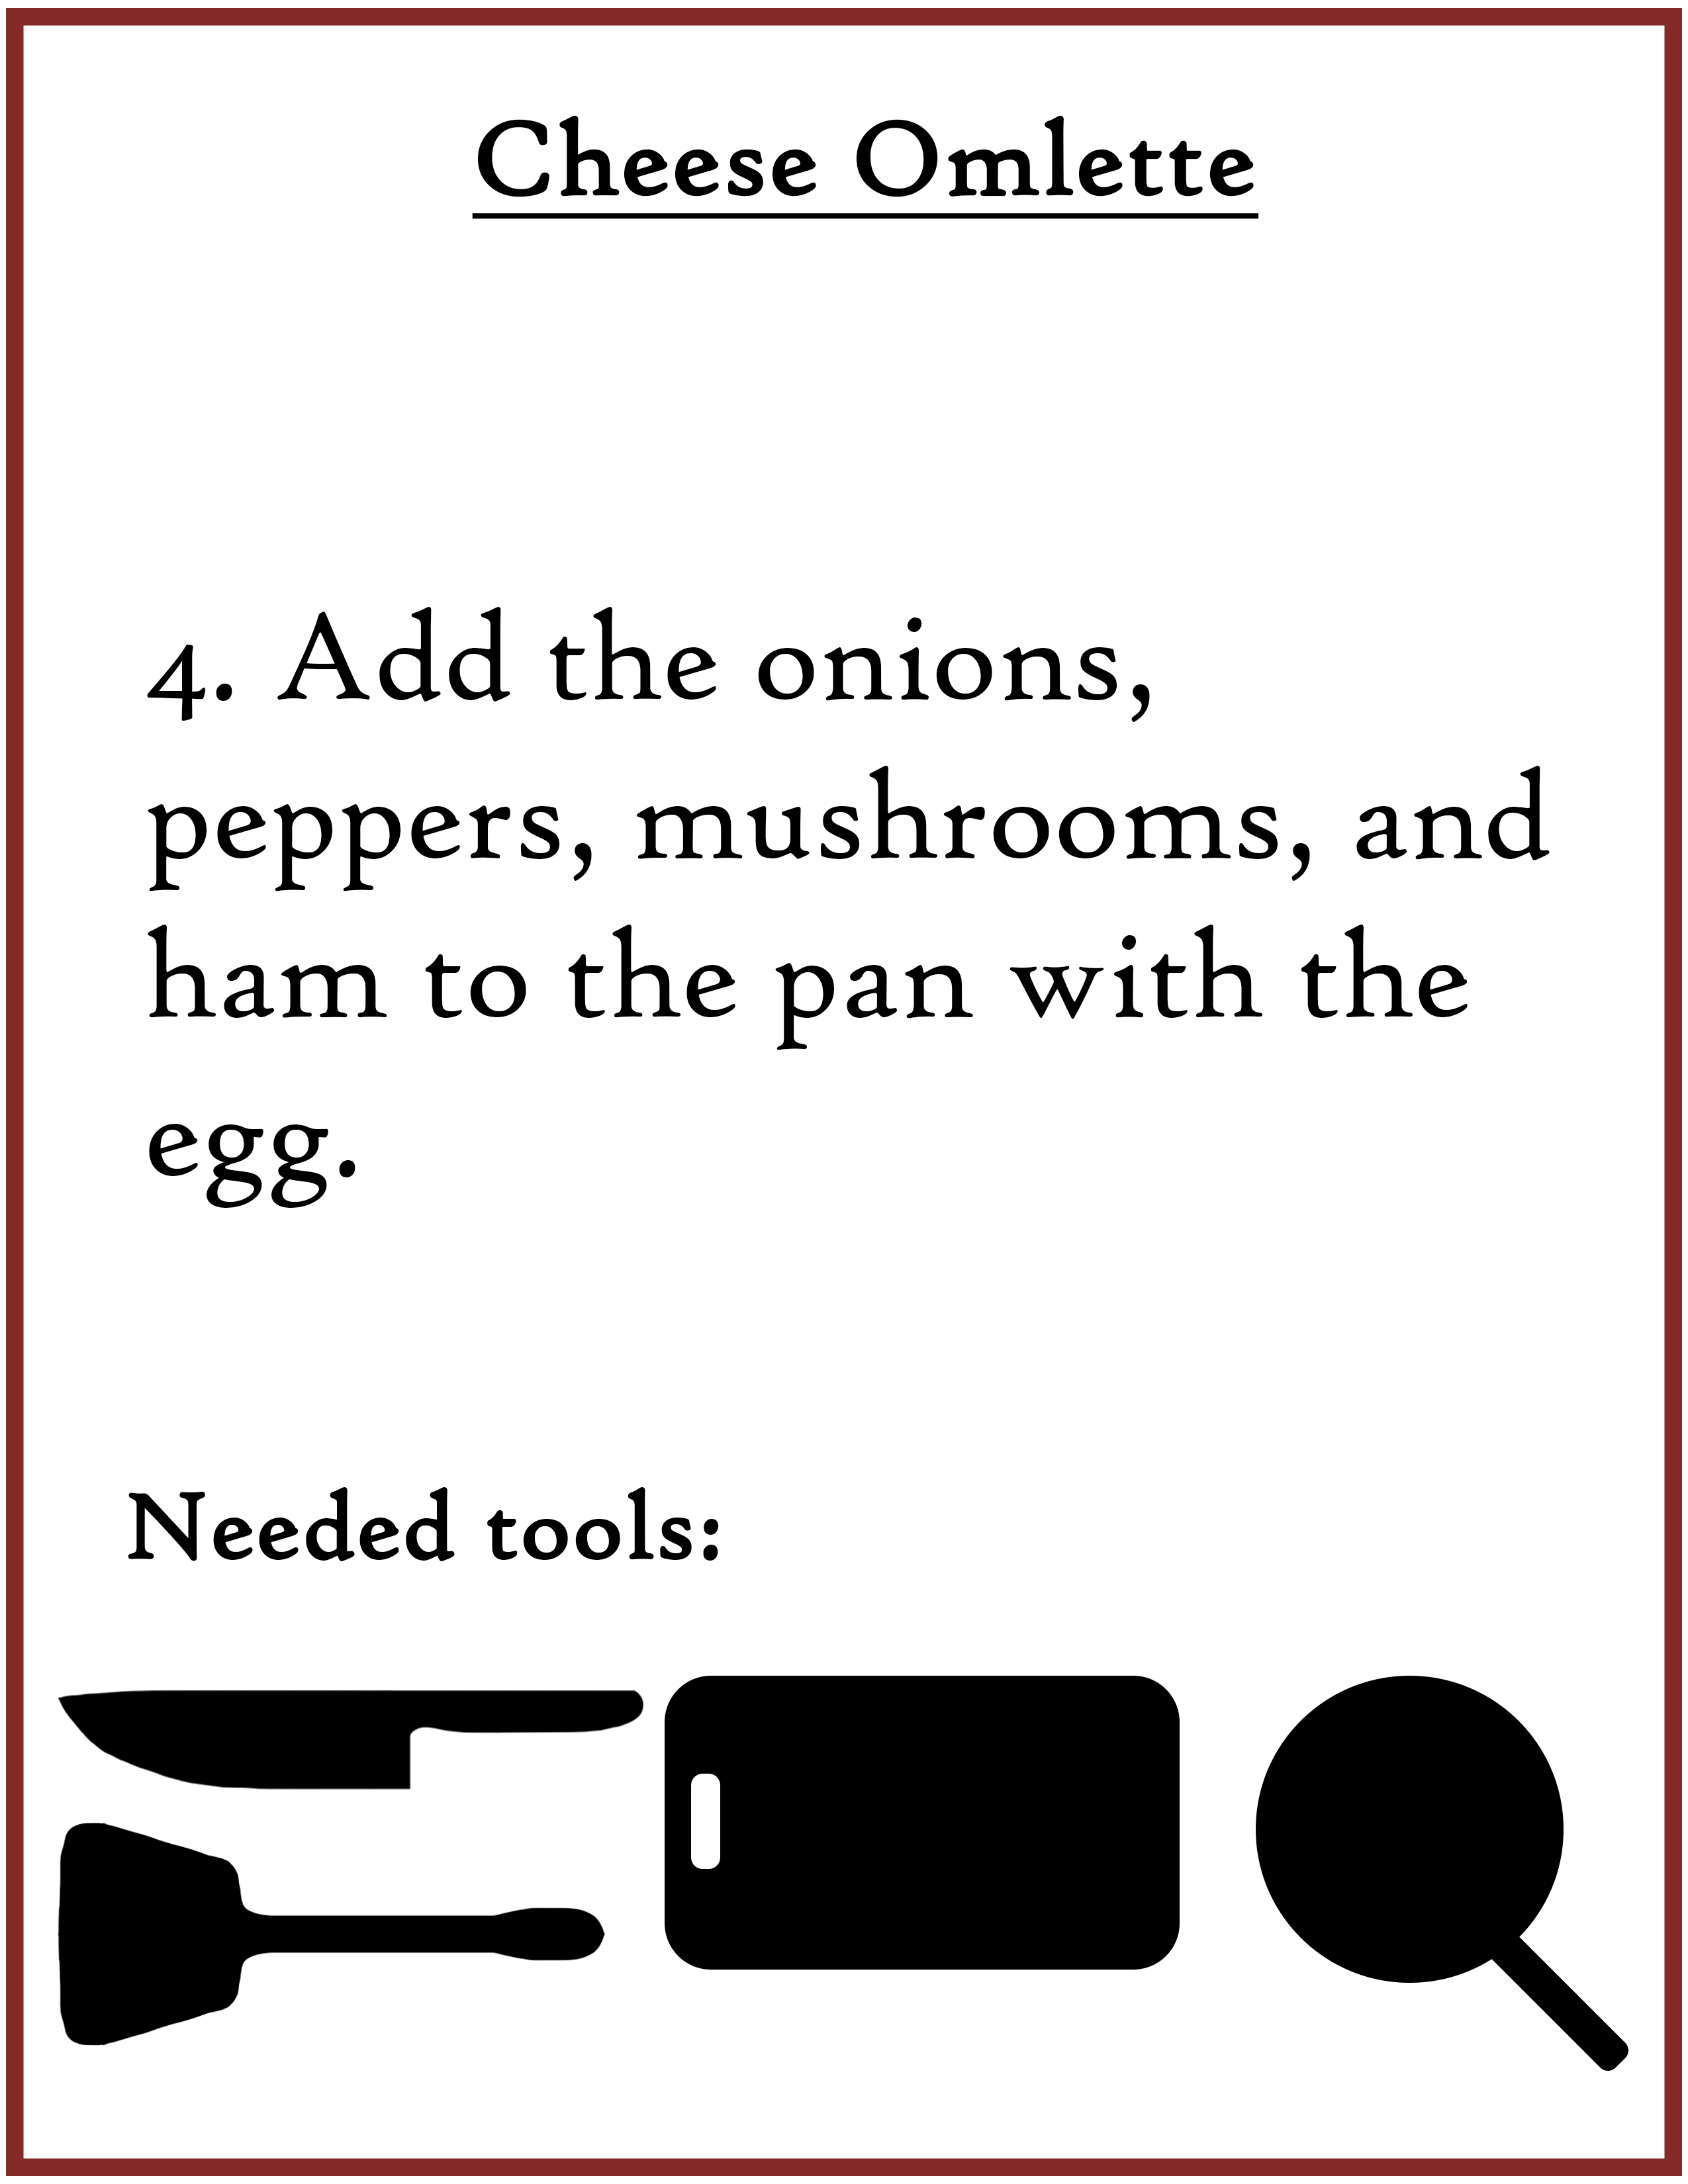 Cheese Omlette
4. Add the onions,
peppers, mushrooms, and
ham to the pan with the
egg.
Needed tools: